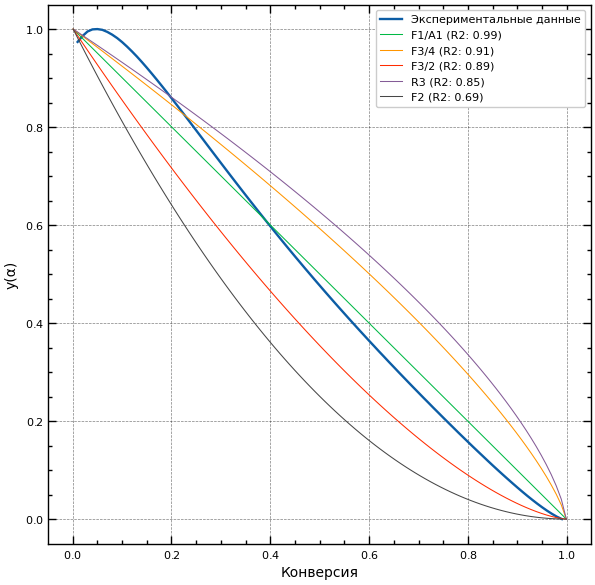 Экспериментальные данные
F1/A1 (R2: 0.99)
F3/4 (R2: 0.91)
F3/2 (R2: 0.89)
R3 (R2: 0.85)
F2 (R2: 0.69)
y(α)
1.0
0.8
0.6
0.4
0.2
0.0
0.0 0.2 0.4 0.6 0.8 1.0
Конверсия